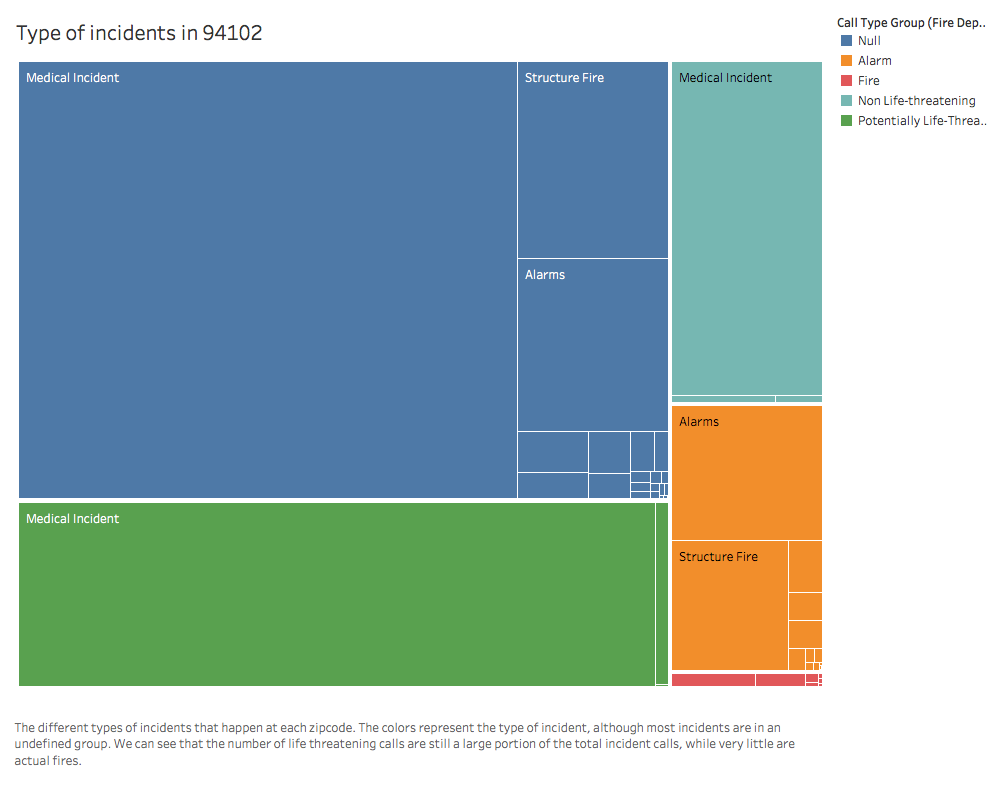 Type of incidents in 94102
Call Type Group (Fire Dep..
Null
Alarm
Fire
Non Life-threatening
Potentially Life-Threa..
Medical Incident
Structure Fire
Medical Incident
Alarms
Alarms
Medical Incident
Structure Fire
The different types of incidents that happen at each zipcode. The colors represent the type of incident, although most incidents are in an
undefined group. We can see that the number of life threatening calls are still a large portion of the total incident calls, while very little are
actual fires.